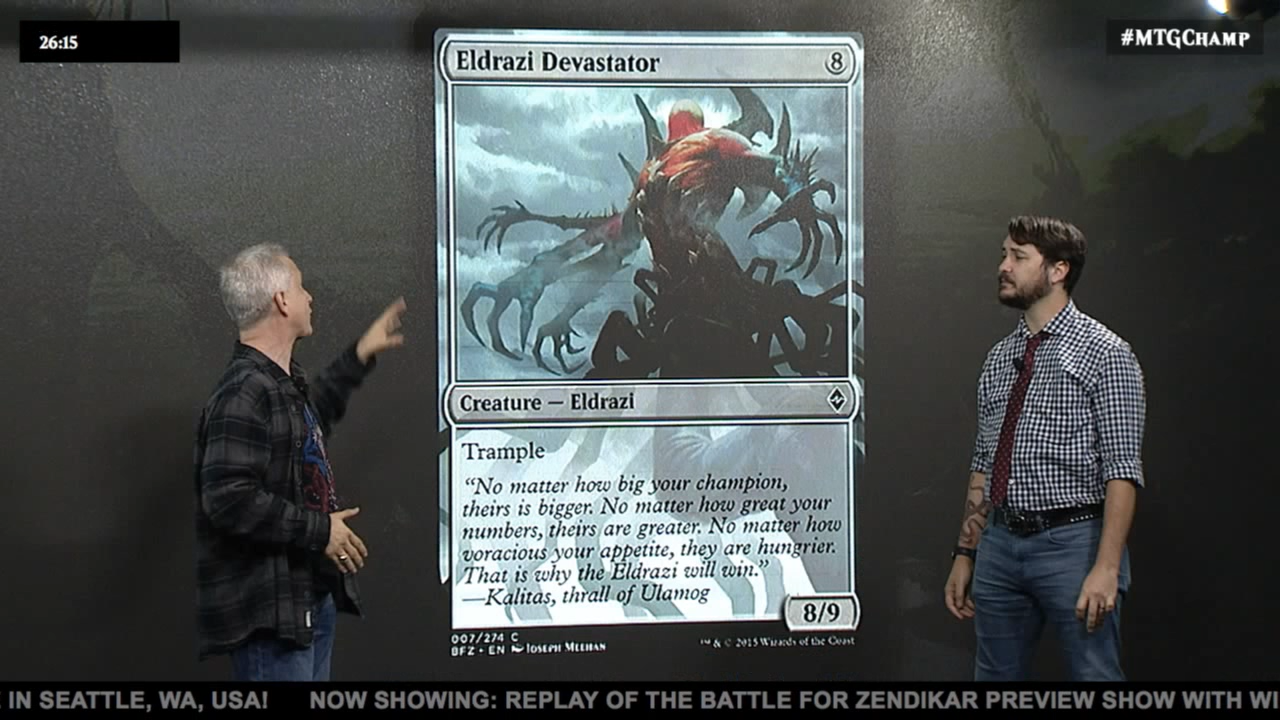 26:15
#MTGCHAMP
Eldrazi Devastator 8
Creature — Eldrazi
Trample
"No matter how big your champion,
theirs is bigger. No matter how great your
numbers, theirs are greater. No matter how
voracious your appetite, they are hungrier.
That is why the Eldrazi will win."
—Kalitas, thrall of Ulamog
8/9
007/274 C
BFZ • EN JOSEPH MEEHAN
™ & © 2015 Wizards of the Coast
IN SEATTLE, WA, USA! NOW SHOWING: REPLAY OF THE BATTLE FOR ZENDIKAR PREVIEW SHOW WITH